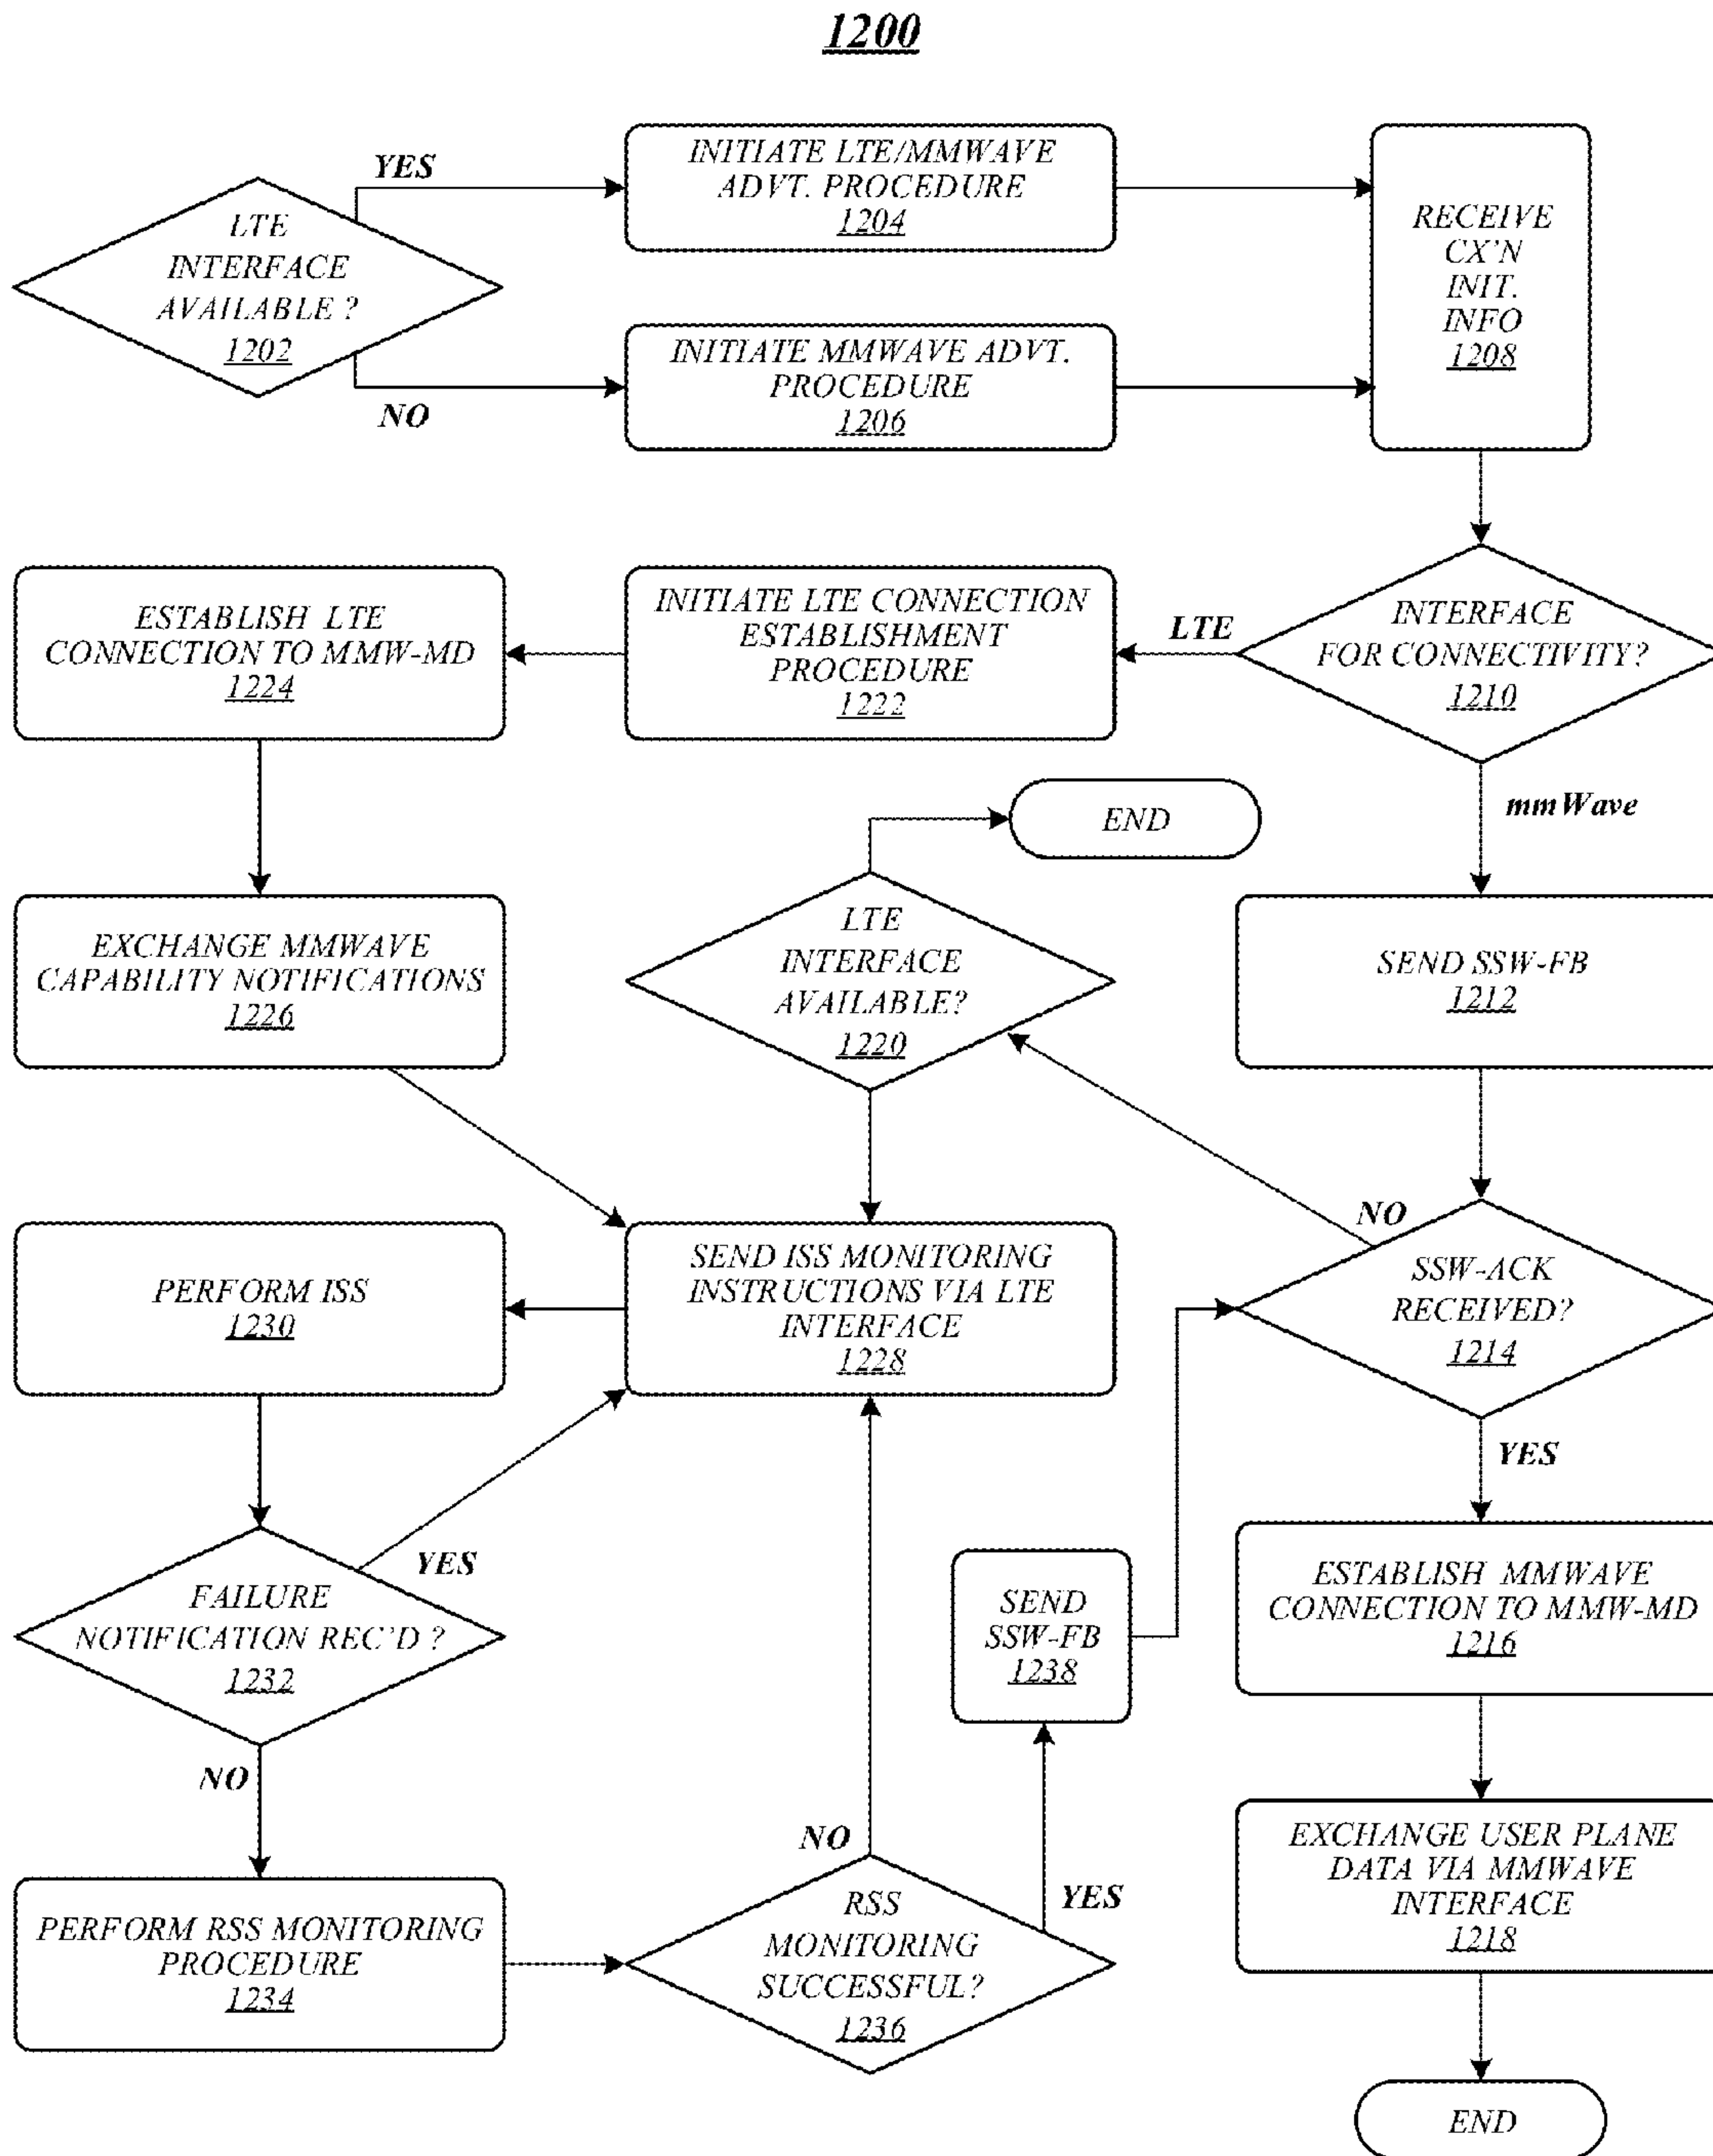 1200
LTE
INTERFACE
AVAILABLE ?
1202
YES
NO
INITIATE LTE/MMWAVE
ADVT. PROCEDURE
1204
INITIATE MMWAVE ADVT.
PROCEDURE
1206
RECEIVE
CX'N
INIT.
INFO
1208
INTERFACE
FOR CONNECTIVITY?
1210
LTE
mmWave
INITIATE LTE CONNECTION
ESTABLISHMENT
PROCEDURE
1222
ESTABLISH LTE
CONNECTION TO MMW-MD
1224
EXCHANGE MMWAVE
CAPABILITY NOTIFICATIONS
1226
END
LTE
INTERFACE
AVAILABLE?
1220
SEND SSW-FB
1212
NO
SSW-ACK
RECEIVED?
1214
YES
SEND ISS MONITORING
INSTRUCTIONS VIA LTE
INTERFACE
1228
PERFORM ISS
1230
FAILURE
NOTIFICATION REC'D ?
1232
YES
NO
PERFORM RSS MONITORING
PROCEDURE
1234
RSS
MONITORING
SUCCESSFUL?
1236
NO
YES
SEND
SSW-FB
1238
ESTABLISH MMWAVE
CONNECTION TO MMW-MD
1216
EXCHANGE USER PLANE
DATA VIA MMWAVE
INTERFACE
1218
END